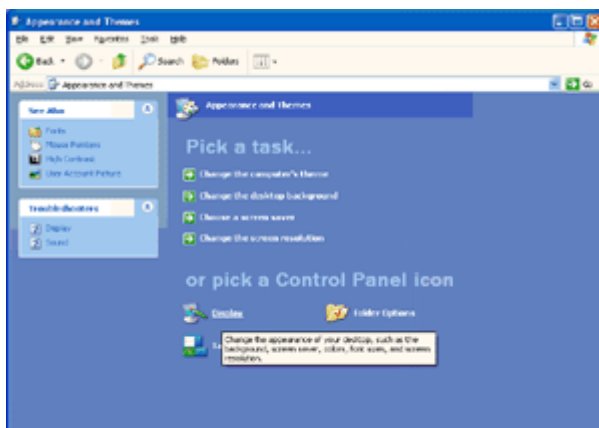 Appearance and Themes
File Edit View Favorites Tools Help
Back Search Folders
Address Appearance and Themes
See Also
Fonts
Mouse Pointers
High Contrast
User Account Picture
Troubleshooters
Display
Sound
Appearance and Themes
Pick a task...
Change the computer's theme
Change the desktop background
Choose a screen saver
Change the screen resolution
or pick a Control Panel icon
Display
Folder Options
Change the appearance of your desktop, such as the
background, screen saver, colors, font sizes, and screen
resolution.